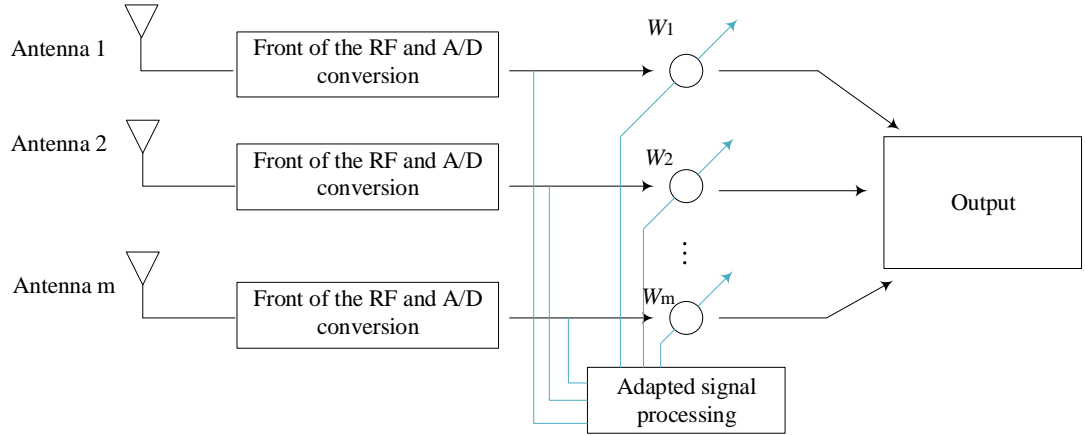 Antenna 1
Front of the RF and A/D
conversion
W1
Antenna 2
Front of the RF and A/D
conversion
W2
Output
⋮
Antenna m
Front of the RF and A/D
conversion
Wm
Adapted signal
processing